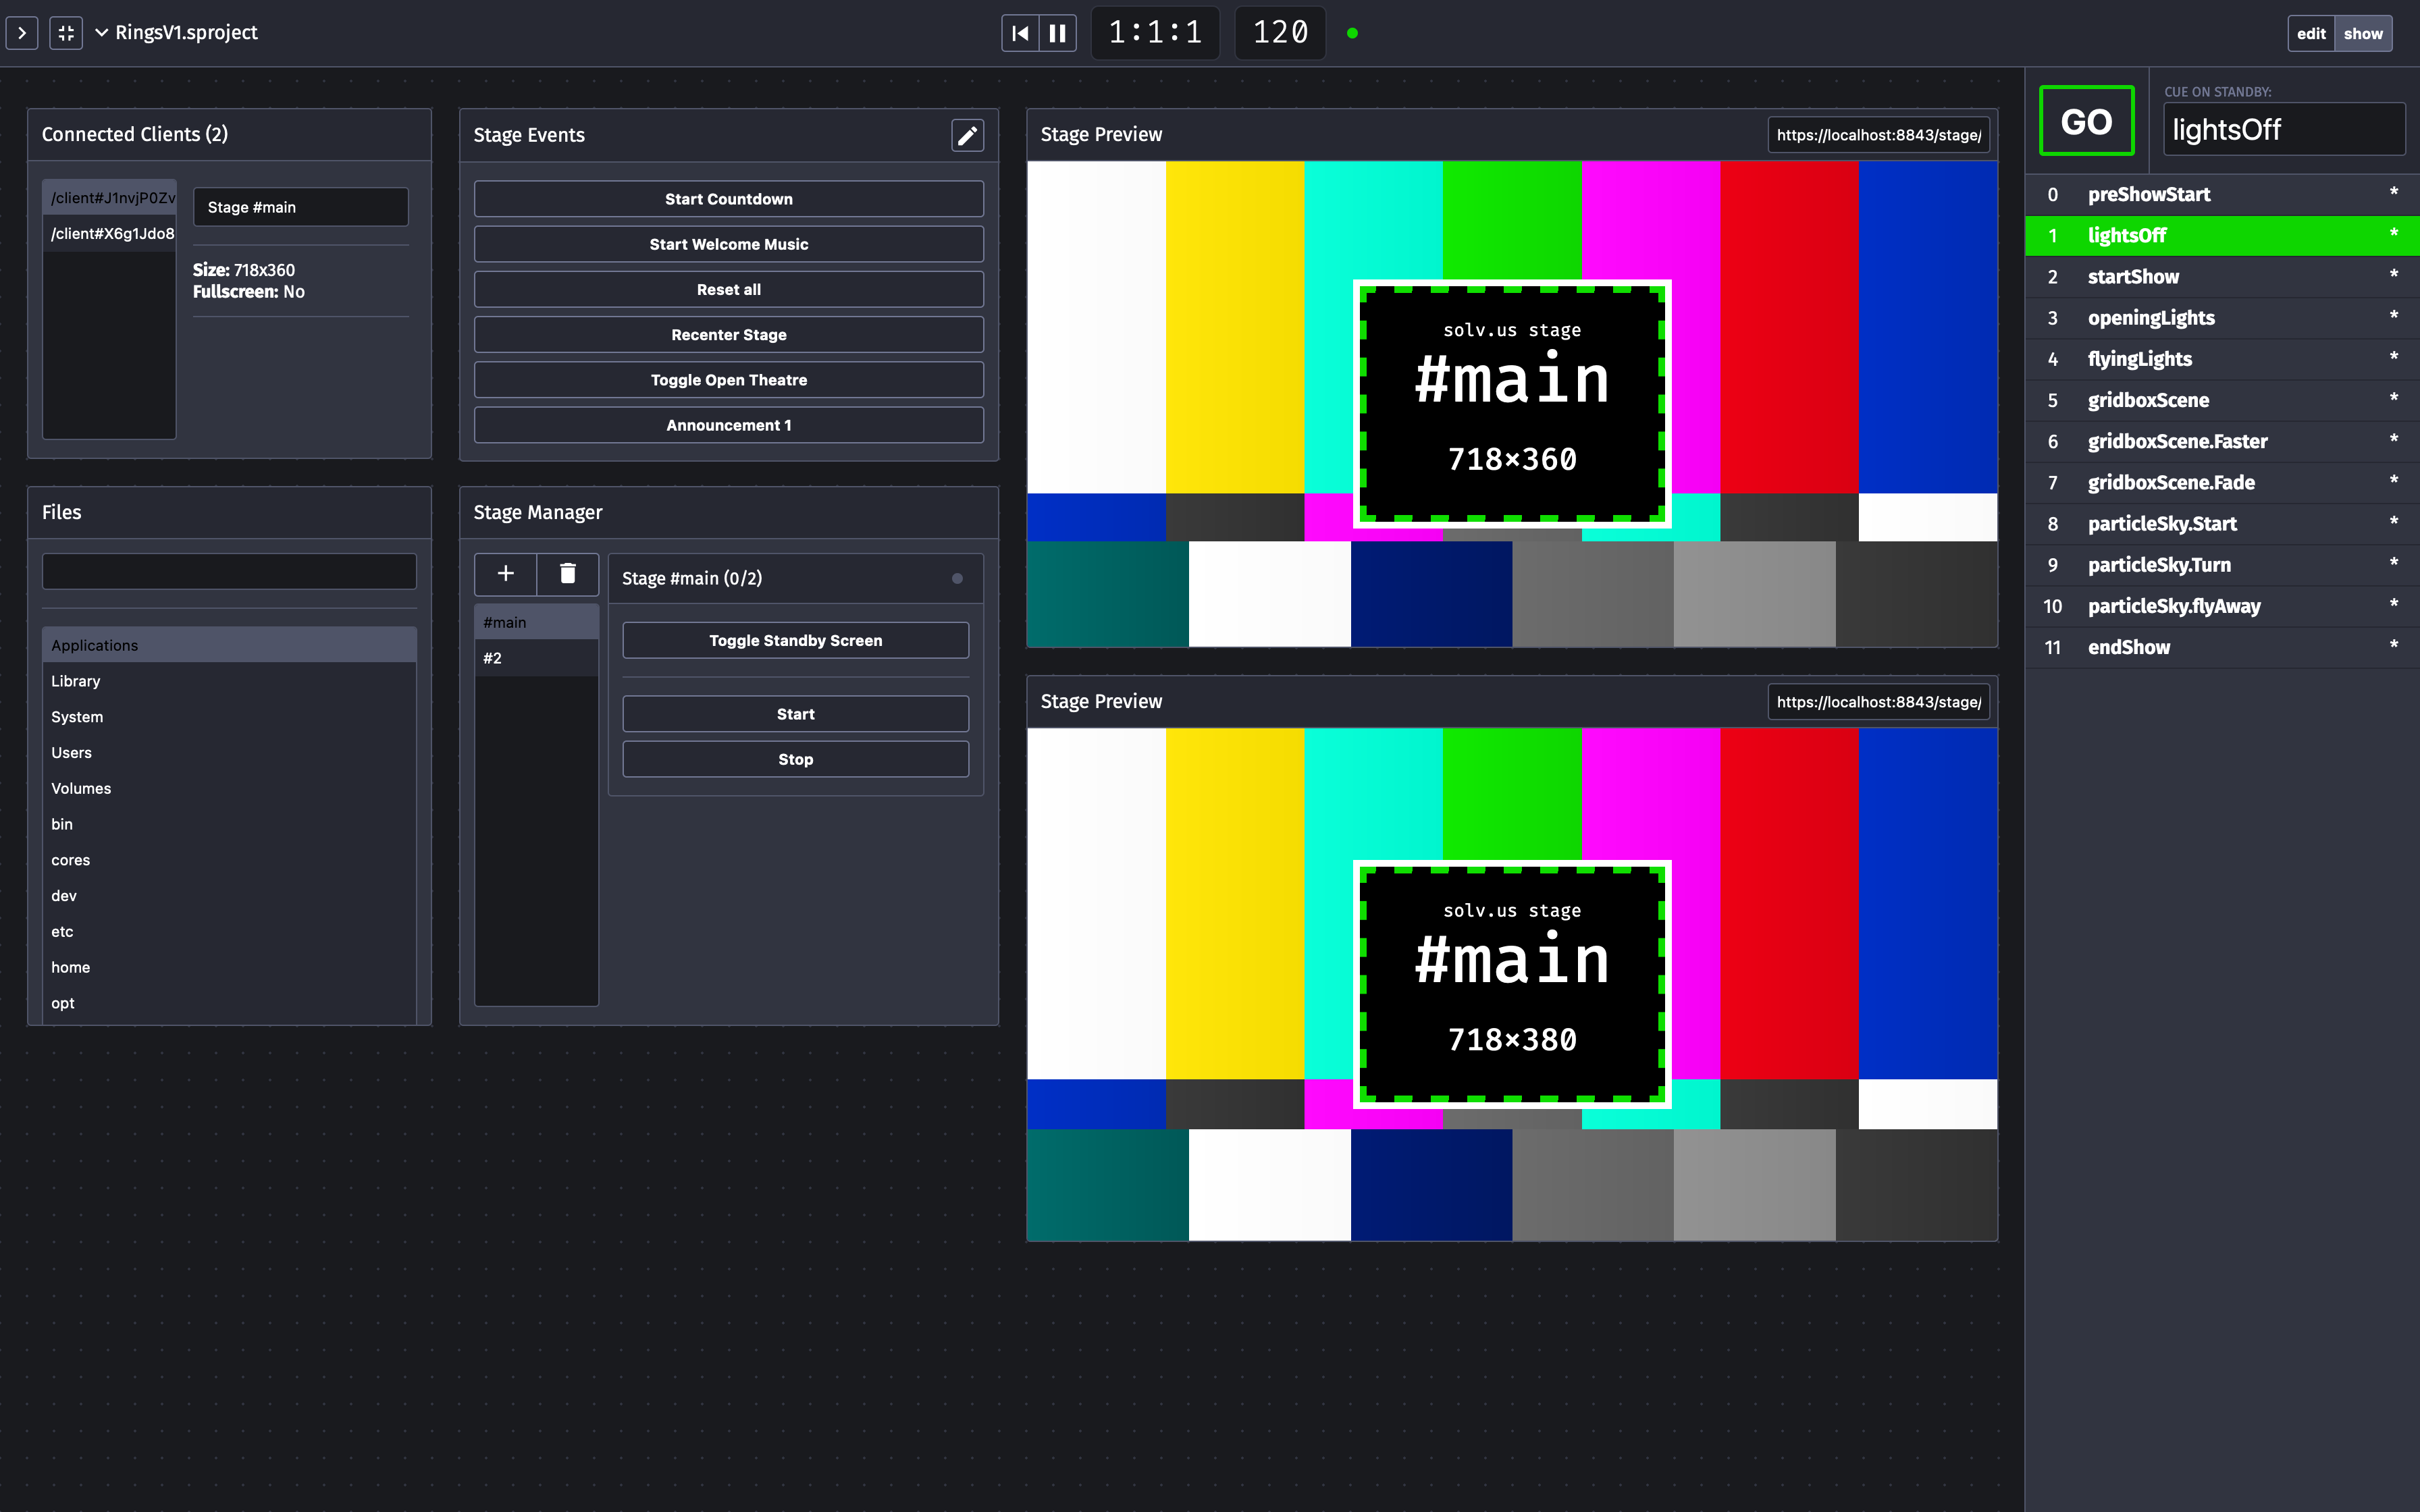 RingsV1.sproject
1:1:1
120
edit
show
Connected Clients (2)
/client#J1nvjP0Zv
/client#X6g1Jdo8
Stage #main
Size: 718x360
Fullscreen: No
Stage Events
Start Countdown
Start Welcome Music
Reset all
Recenter Stage
Toggle Open Theatre
Announcement 1
Files
Applications
Library
System
Users
Volumes
bin
cores
dev
etc
home
opt
Stage Manager
#main
#2
Stage #main (0/2)
Toggle Standby Screen
Start
Stop
Stage Preview
https://localhost:8843/stage/
solv.us stage
#main
718×360
Stage Preview
https://localhost:8843/stage/
solv.us stage
#main
718×380
GO
CUE ON STANDBY:
lightsOff
0 preShowStart *
1 lightsOff *
2 startShow *
3 openingLights *
4 flyingLights *
5 gridboxScene *
6 gridboxScene.Faster *
7 gridboxScene.Fade *
8 particleSky.Start *
9 particleSky.Turn *
10 particleSky.flyAway *
11 endShow *